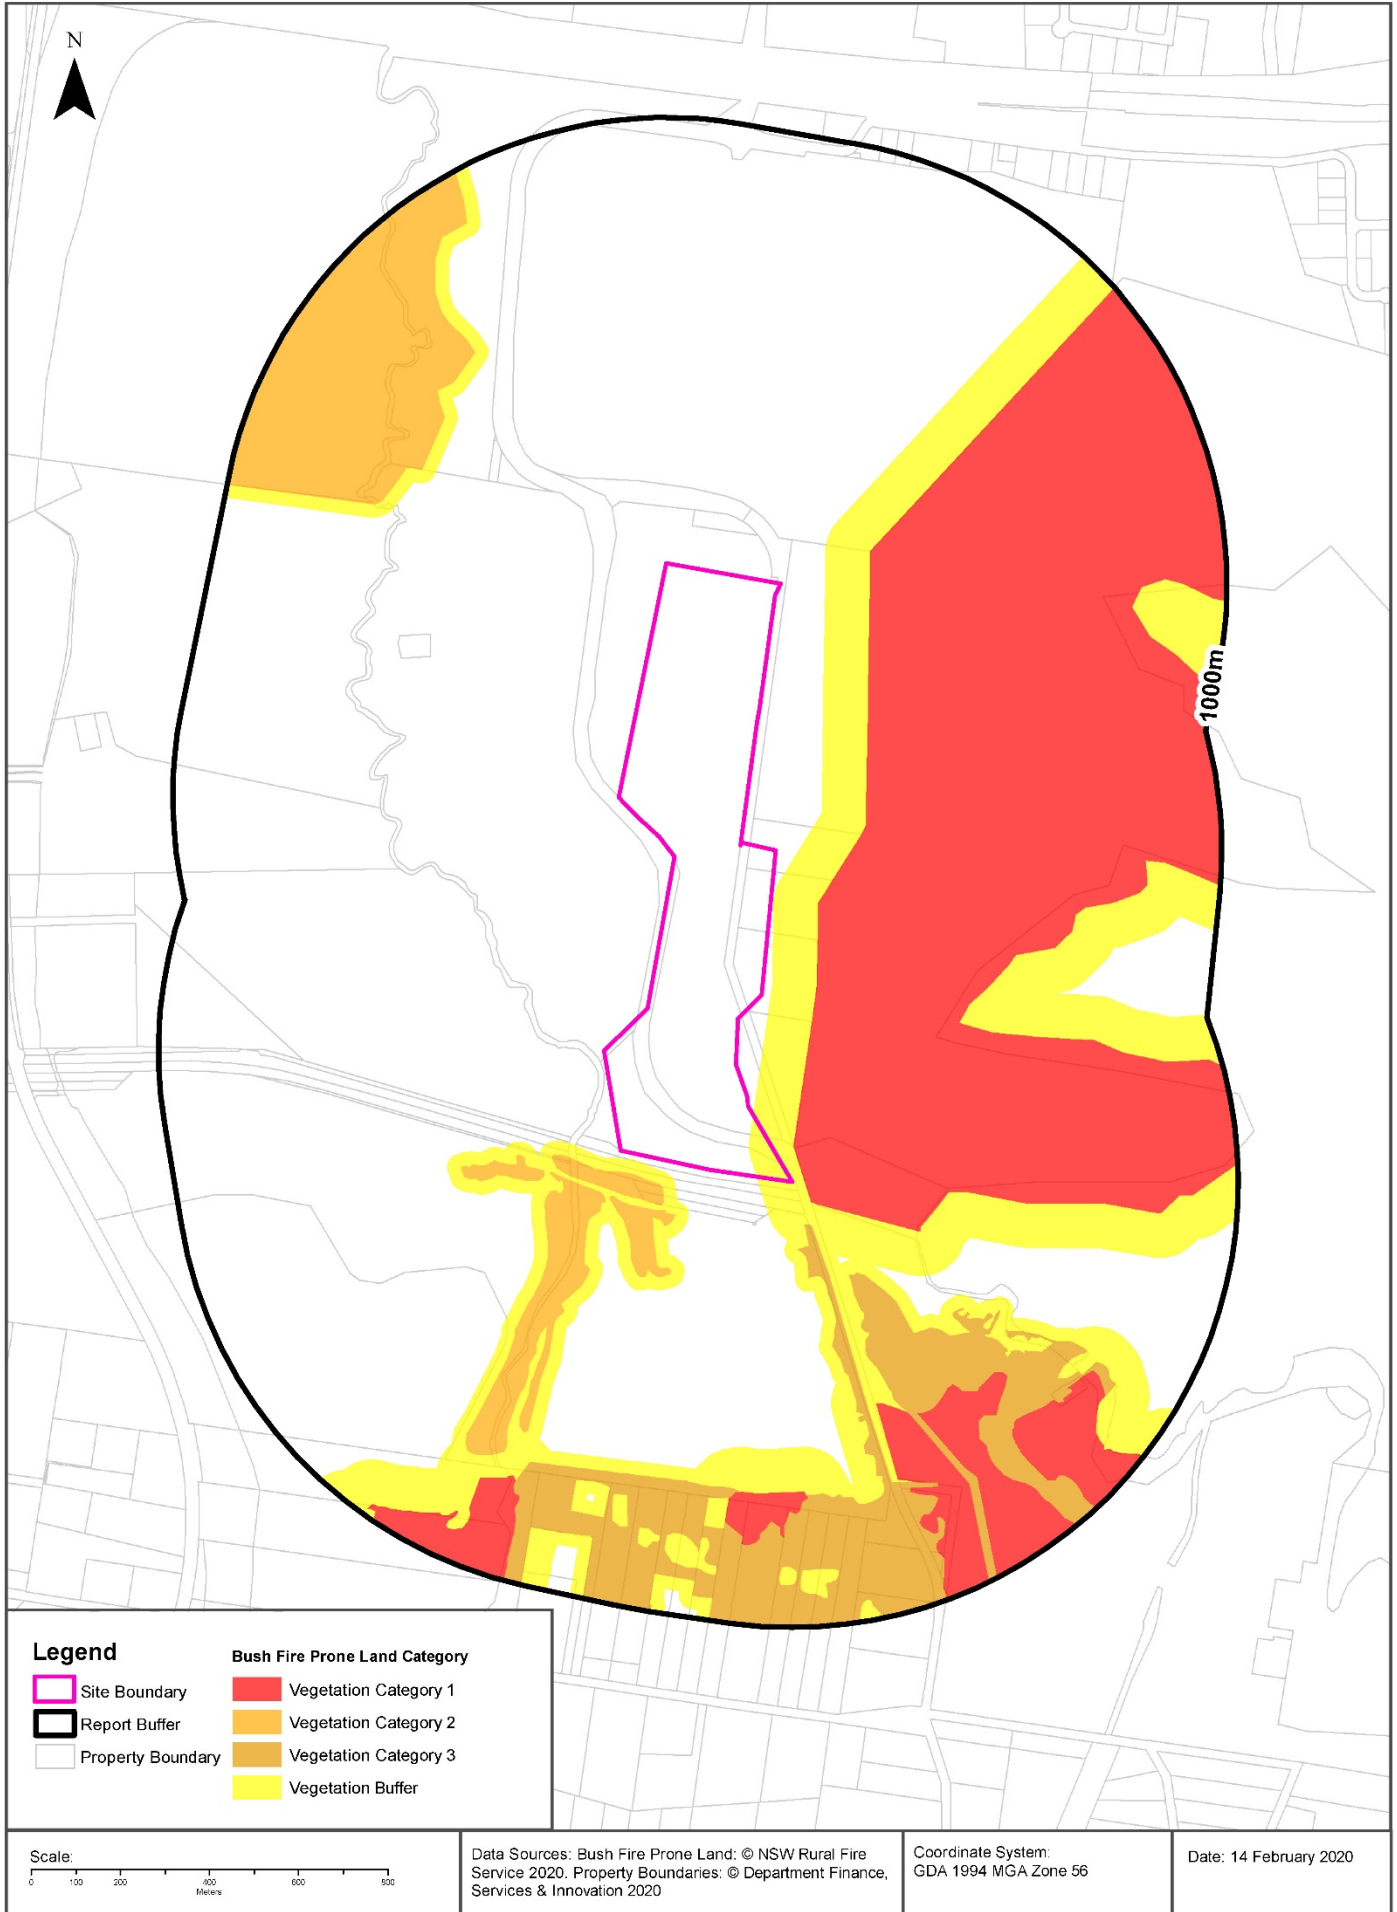 N
1000m
Legend
Site Boundary
Report Buffer
Property Boundary
Bush Fire Prone Land Category
Vegetation Category 1
Vegetation Category 2
Vegetation Category 3
Vegetation Buffer
Scale:
0 100 200 400 600 800
Meters
Data Sources: Bush Fire Prone Land: © NSW Rural Fire
Service 2020. Property Boundaries: © Department Finance,
Services & Innovation 2020
Coordinate System:
GDA 1994 MGA Zone 56
Date: 14 February 2020